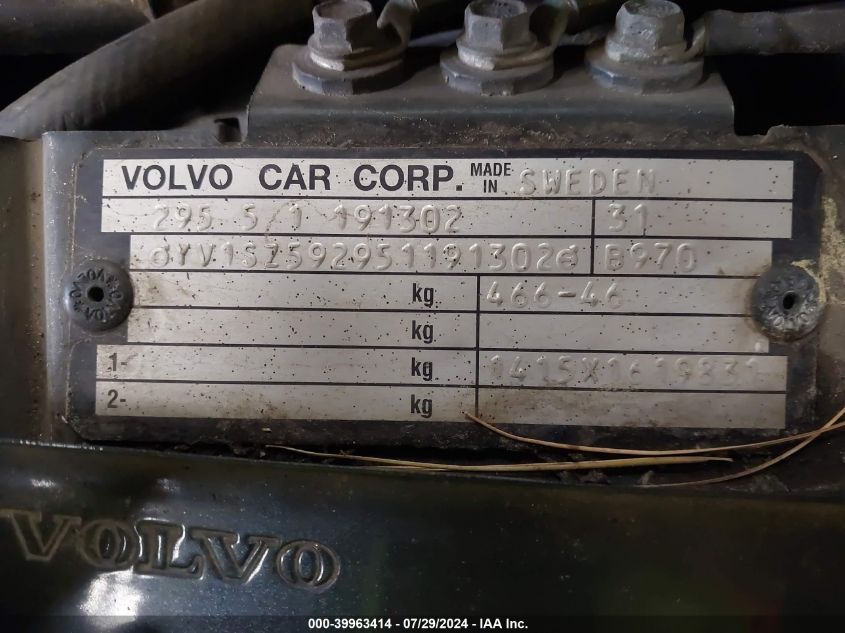 VOLVO CAR CORP. MADE IN SWEDEN
295 5/1 191302 31
YV1SZ592951191302 B970
kg 466-46
kg
1- kg 1415X1619831
2- kg
VOLVO
000-39963414 - 07/29/2024 - IAA Inc.